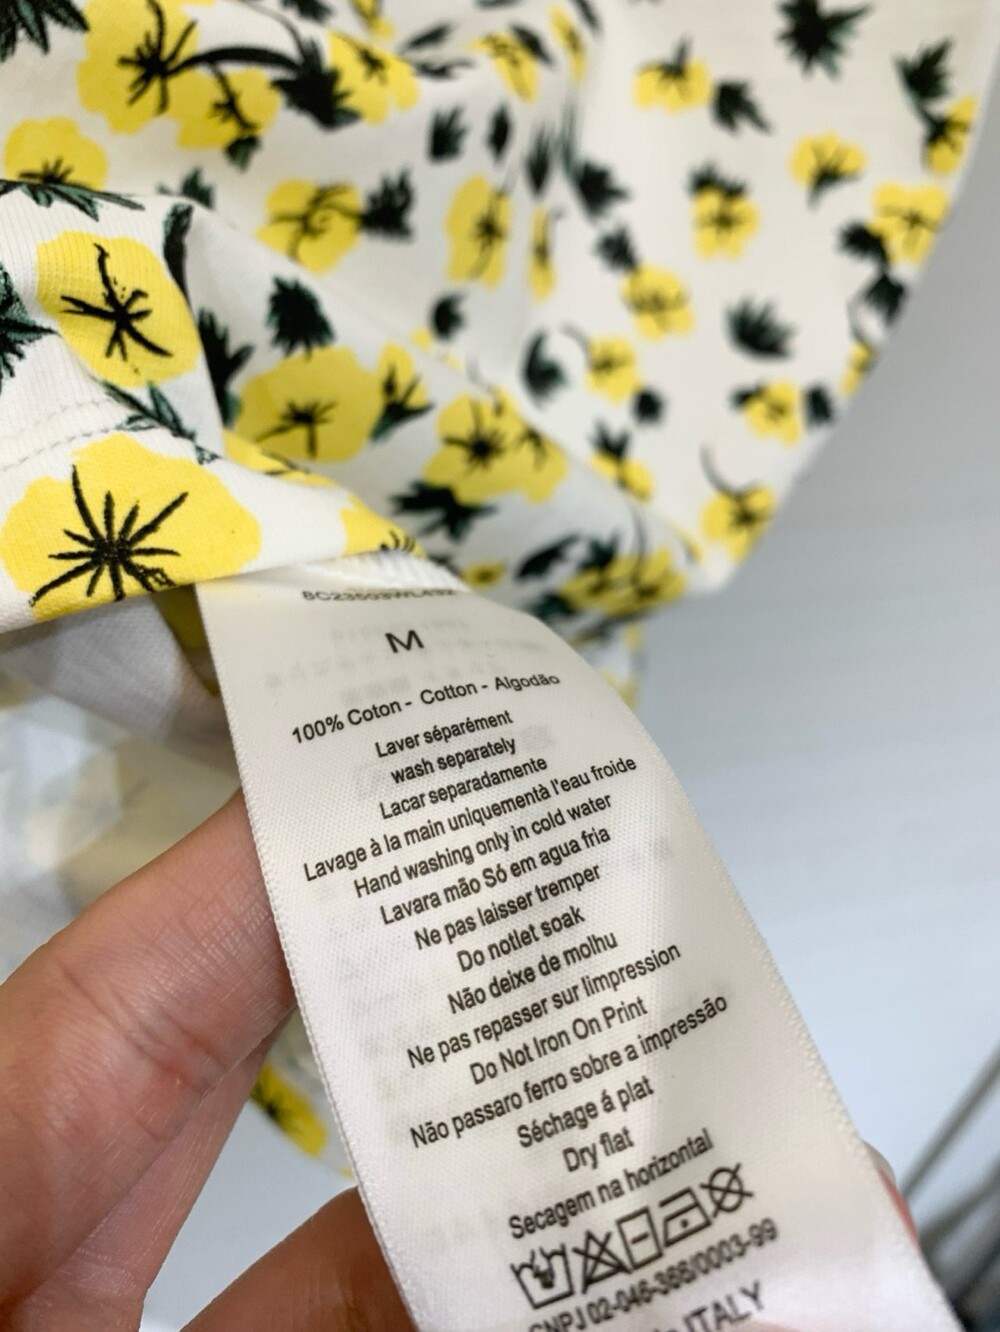 M
100% Coton - Cotton - Algodão
Laver séparément
wash separately
Lacar separadamente
Lavage à la main uniquementà l'eau froide
Hand washing only in cold water
Lavara mão Só em agua fria
Ne pas laisser tremper
Do notlet soak
Não deixe de molhu
Ne pas repasser sur limpression
Do Not Iron On Print
Não passaro ferro sobre a impressão
Séchage á plat
Dry flat
Secagem na horizontal
CNPJ 02-046-368/0003-99
ITALY